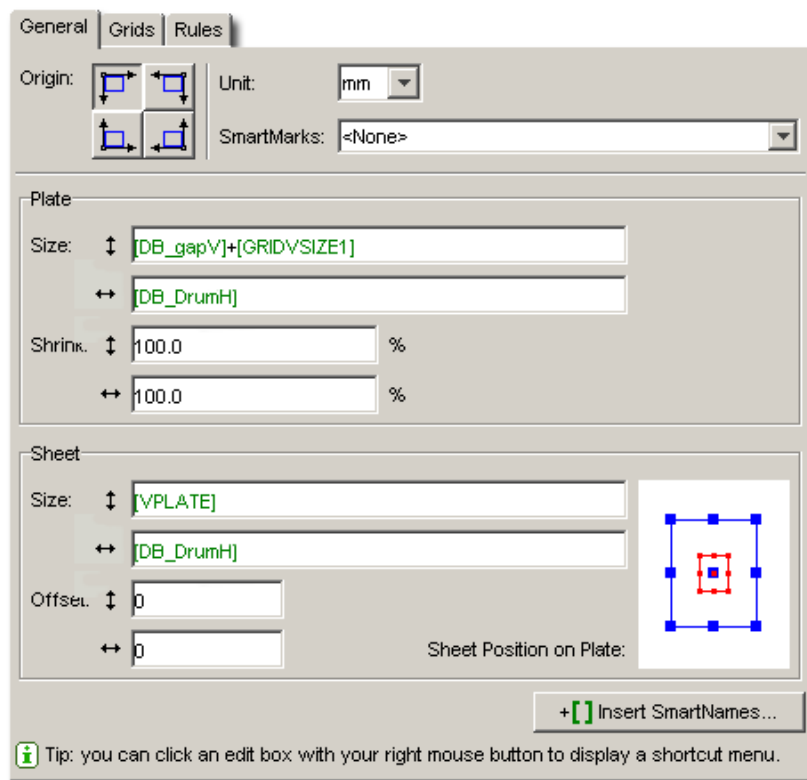 General Grids Rules
Origin: Unit: mm
SmartMarks: <None>
Plate
Size: [DB_gapV]+[GRIDVSIZE1]
[DB_DrumH]
Shrink: 100.0 %
100.0 %
Sheet
Size: [VPLATE]
[DB_DrumH]
Offset: 0
0 Sheet Position on Plate:
+[] Insert SmartNames...
i Tip: you can click an edit box with your right mouse button to display a shortcut menu.